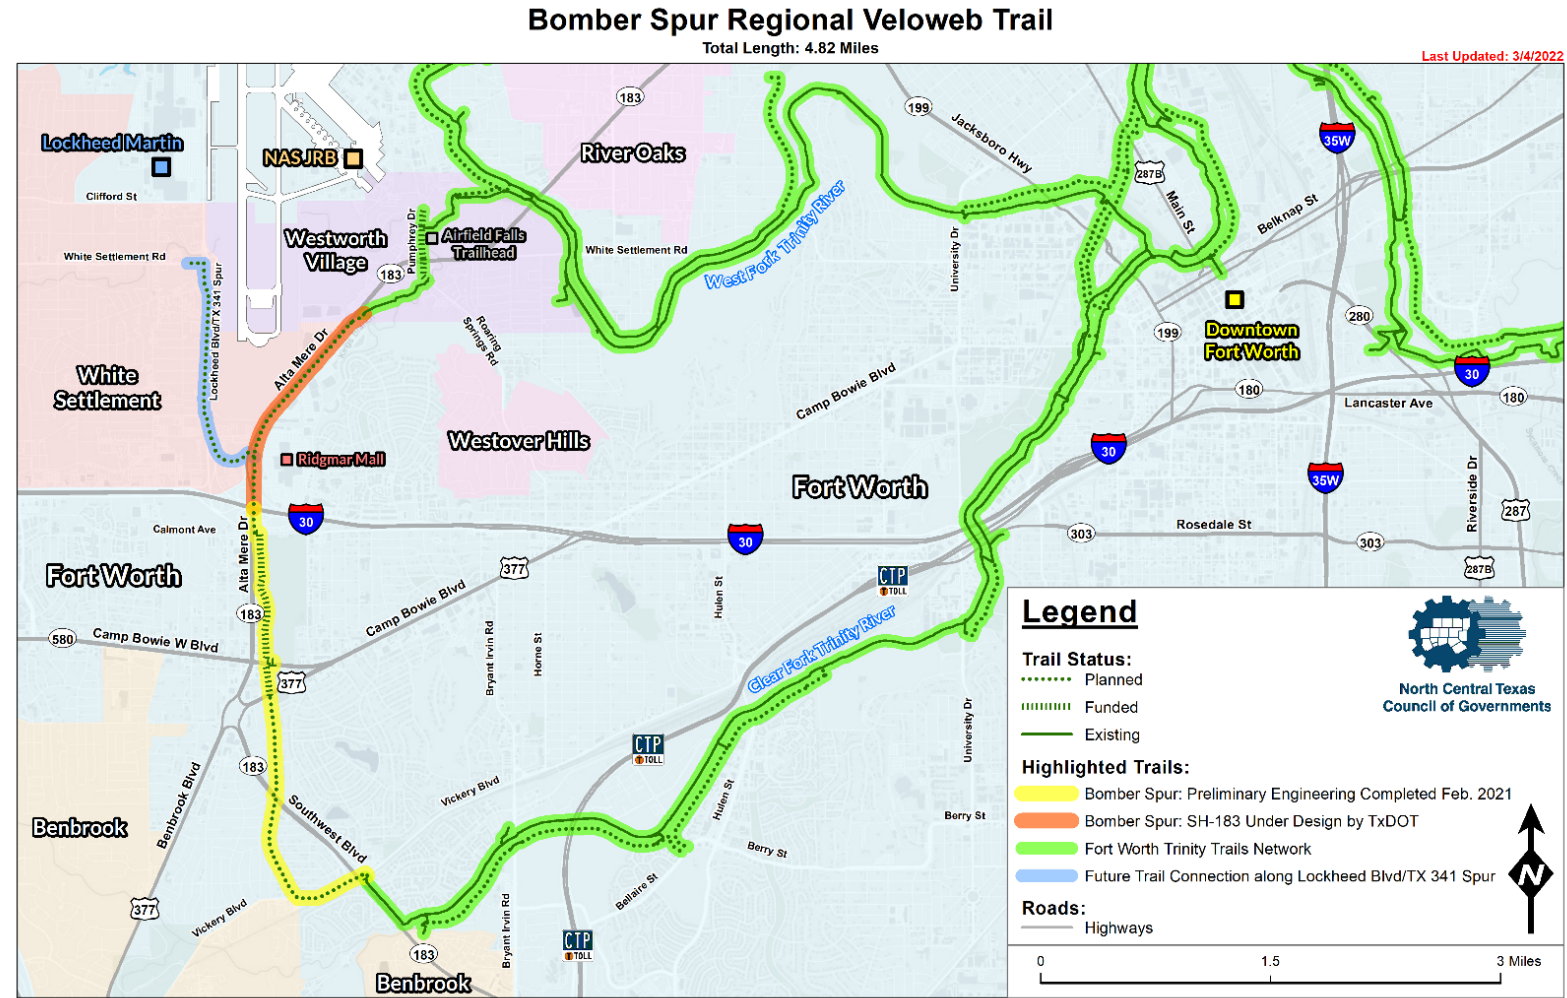 Bomber Spur Regional Veloweb Trail
Total Length: 4.82 Miles
Last Updated: 3/4/2022
183
199
Jacksboro Hwy
35W
Lockheed Martin
NAS JRB
River Oaks
287B
Main St
Clifford St
Belknap St
West Fork Trinity River
Pumphrey Dr
Westworth
Village
Airfield Falls
Trailhead
White Settlement Rd
White Settlement Rd
University Dr
183
Lockheed Blvd/TX 341 Spur
Downtown
Fort Worth
199
280
Roaring
Springs Rd
Alta Mere Dr
30
White
Settlement
Camp Bowie Blvd
180
Lancaster Ave
180
Westover Hills
Ridgmar Mall
30
35W
Fort Worth
Riverside Dr
287
30
Calmont Ave
Alta Mere Dr
30
303
Rosedale St
303
377
287B
Fort Worth
CTP
TOLL
Hulen St
183
Camp Bowie Blvd
580
Camp Bowie W Blvd
Bryant Irvin Rd
Horne St
Clear Fork Trinity River
377
University Dr
CTP
TOLL
183
Vickery Blvd
Hulen St
Benbrook Blvd
Southwest Blvd
Benbrook
Berry St
Berry St
Bellaire St
377
Vickery Blvd
Bryant Irvin Rd
183
CTP
TOLL
Benbrook
Legend
Trail Status:
Planned
Funded
Existing
North Central Texas
Council of Governments
Highlighted Trails:
Bomber Spur: Preliminary Engineering Completed Feb. 2021
Bomber Spur: SH-183 Under Design by TxDOT
Fort Worth Trinity Trails Network
Future Trail Connection along Lockheed Blvd/TX 341 Spur
N
Roads:
Highways
0
1.5
3 Miles